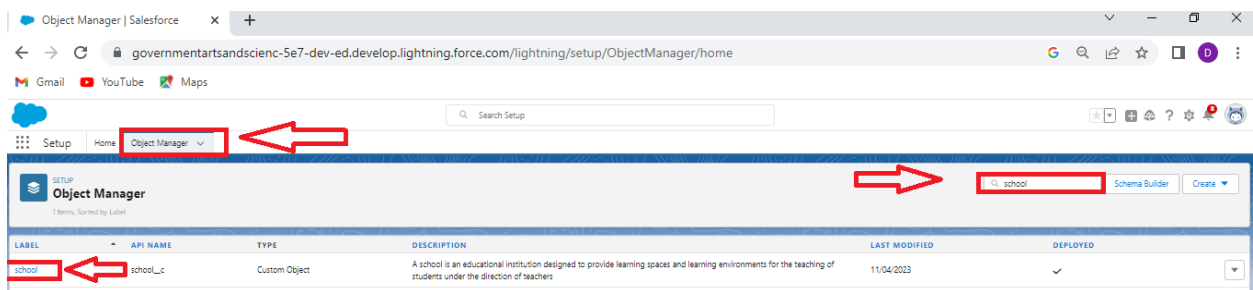 Object Manager | Salesforce
governmentartsandscienc-5e7-dev-ed.develop.lightning.force.com/lightning/setup/ObjectManager/home
G
D
Gmail YouTube Maps
Search Setup
Setup Home Object Manager
SETUP
Object Manager
1 Items, Sorted by Label
school
Schema Builder
Create
LABEL API NAME TYPE DESCRIPTION LAST MODIFIED DEPLOYED
school school__c Custom Object A school is an educational institution designed to provide learning spaces and learning environments for the teaching of 11/04/2023
students under the direction of teachers